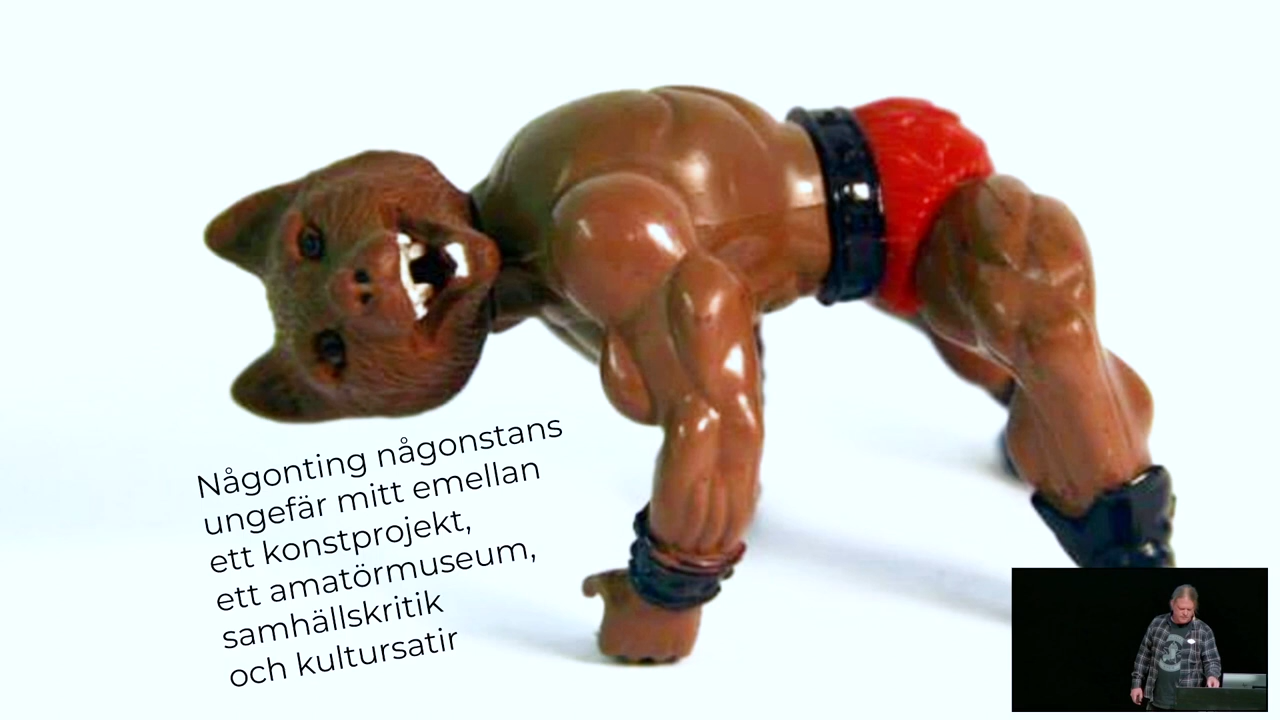 Någonting någonstans
ungefär mitt emellan
ett konstprojekt,
ett amatörmuseum,
samhällskritik
och kultursatir